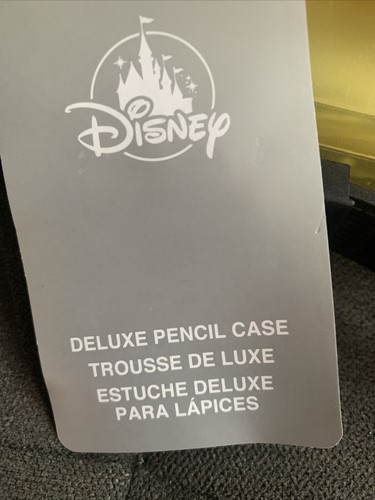 Disney
DELUXE PENCIL CASE
TROUSSE DE LUXE
ESTUCHE DELUXE
PARA LÁPICES